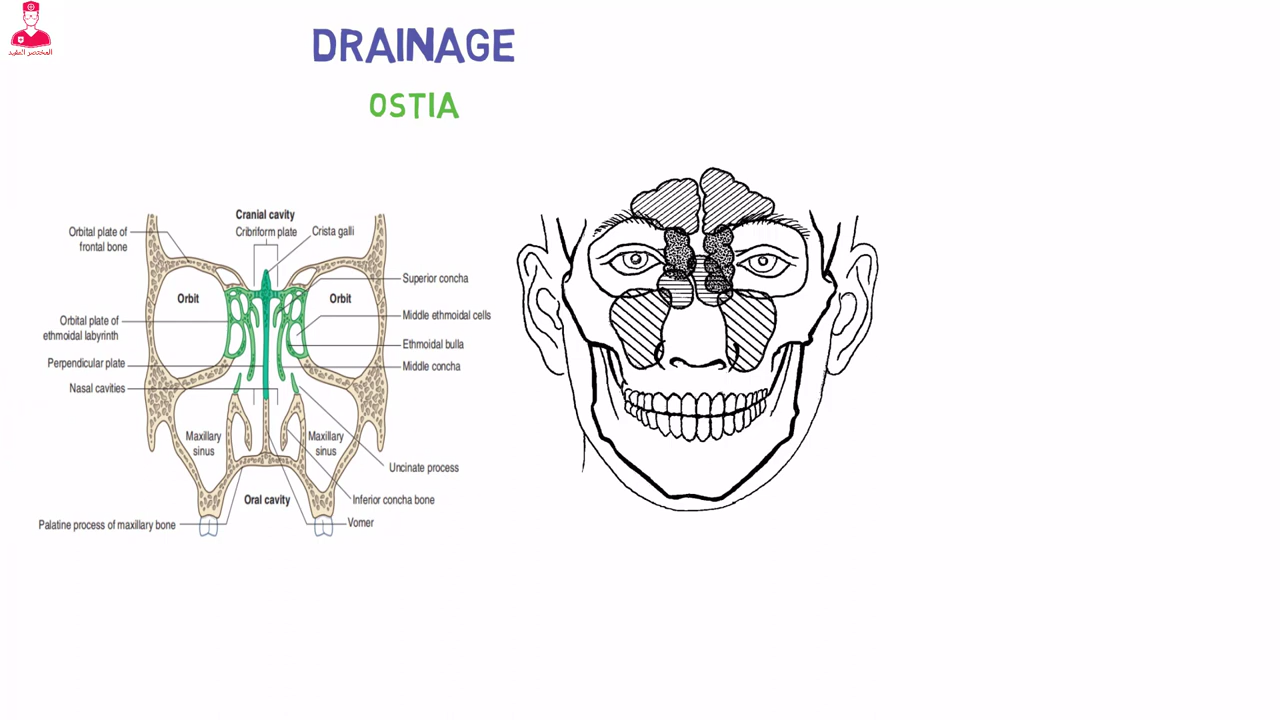 المختصر المفيد
DRAINAGE
OSTIA
Cranial cavity
Cribriform plate
Crista galli
Orbital plate of
frontal bone
Superior concha
Orbit
Orbit
Middle ethmoidal cells
Orbital plate of
ethmoidal labyrinth
Ethmoidal bulla
Perpendicular plate
Middle concha
Nasal cavities
Maxillary
sinus
Maxillary
sinus
Uncinate process
Oral cavity
Inferior concha bone
Palatine process of maxillary bone
Vomer